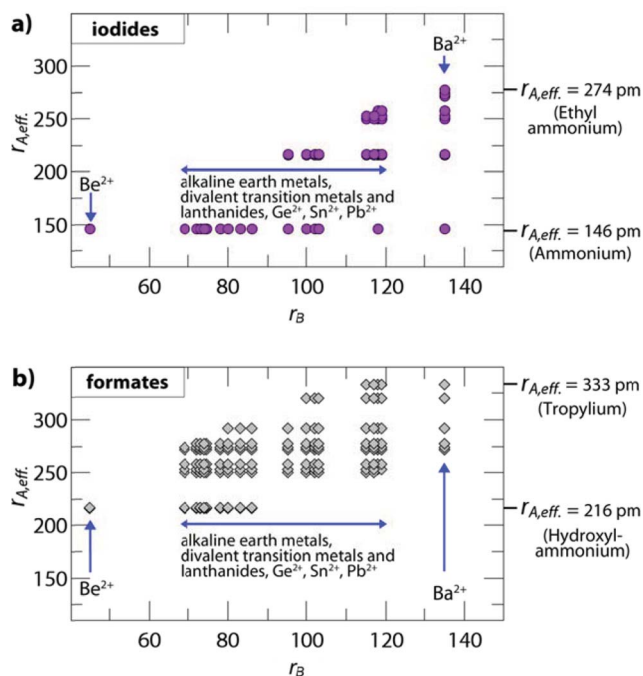 a)
iodides
Ba²⁺
300
250
200
150
r_A,eff.
r_A,eff. = 274 pm
(Ethyl
ammonium)
Be²⁺
alkaline earth metals,
divalent transition metals and
lanthanides, Ge²⁺, Sn²⁺, Pb²⁺
r_A,eff. = 146 pm
(Ammonium)
60 80 100 120 140
r_B
b)
formates
300
250
200
150
r_A,eff.
r_A,eff. = 333 pm
(Tropylium)
r_A,eff. = 216 pm
(Hydroxyl-
ammonium)
alkaline earth metals,
divalent transition metals and
lanthanides, Ge²⁺, Sn²⁺, Pb²⁺
Be²⁺
Ba²⁺
60 80 100 120 140
r_B